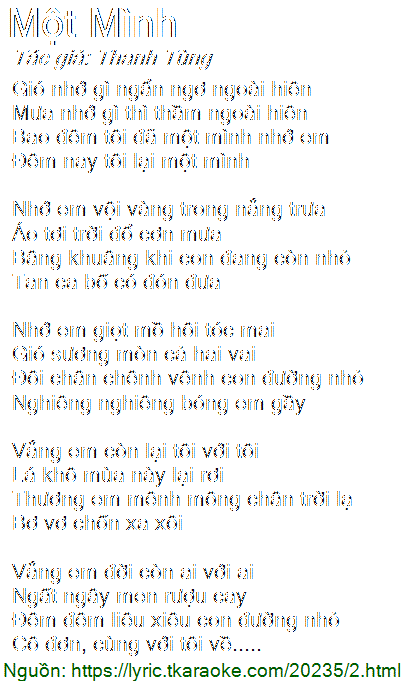 Một Mình
Tác giả: Thanh Tùng
Gió nhớ gì ngẩn ngơ ngoài hiên
Mưa nhớ gì thì thầm ngoài hiên
Bao đêm tôi đã một mình nhớ em
Đêm nay tôi lại một mình
Nhớ em vội vàng trong nắng trưa
Áo tơi trời đổ cơn mưa
Bâng khuâng khi con đang còn nhỏ
Tan ca bố có đón đưa
Nhớ em giọt mồ hôi tóc mai
Gió sương mòn cả hai vai
Đôi chân chênh vênh con đường nhỏ
Nghiêng nghiêng bóng em gầy
Vắng em còn lại tôi với tôi
Lá khô mùa này lại rơi
Thương em mênh mông chân trời lạ
Bơ vơ chốn xa xôi
Vắng em đời còn ai với ai
Ngất ngây men rượu cay
Đêm đêm liêu xiêu con đường nhỏ
Cô đơn, cùng với tôi về.....
Nguồn: https://lyric.tkaraoke.com/20235/2.html